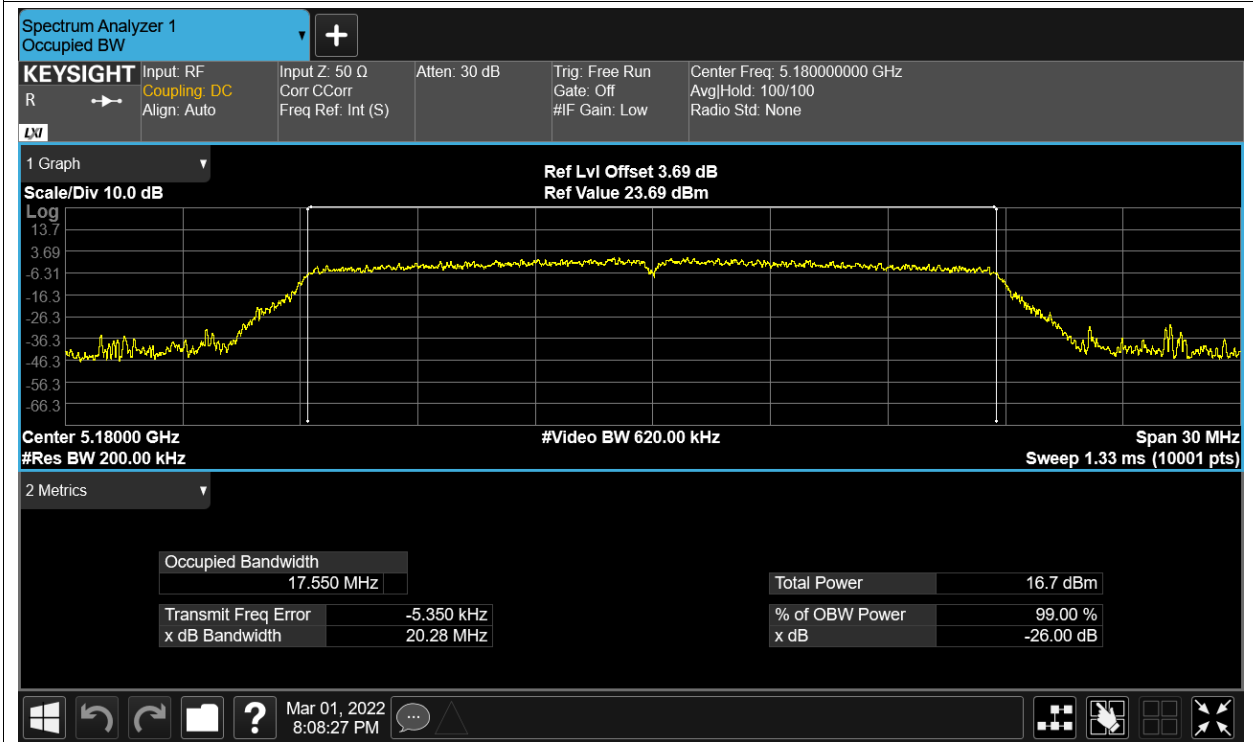 Spectrum Analyzer 1
Occupied BW
+
KEYSIGHT Input: RF Input Z: 50 Ω Atten: 30 dB Trig: Free Run Center Freq: 5.180000000 GHz
R Coupling: DC Corr CCorr Gate: Off Avg|Hold: 100/100
Align: Auto Freq Ref: Int (S) #IF Gain: Low Radio Std: None
LXI
1 Graph
Ref Lvl Offset 3.69 dB
Scale/Div 10.0 dB Ref Value 23.69 dBm
Log
13.7
3.69
-6.31
-16.3
-26.3
-36.3
-46.3
-56.3
-66.3
Center 5.18000 GHz #Video BW 620.00 kHz Span 30 MHz
#Res BW 200.00 kHz Sweep 1.33 ms (10001 pts)
2 Metrics
Occupied Bandwidth
17.550 MHz Total Power 16.7 dBm
Transmit Freq Error -5.350 kHz % of OBW Power 99.00 %
x dB Bandwidth 20.28 MHz x dB -26.00 dB
? Mar 01, 2022
8:08:27 PM